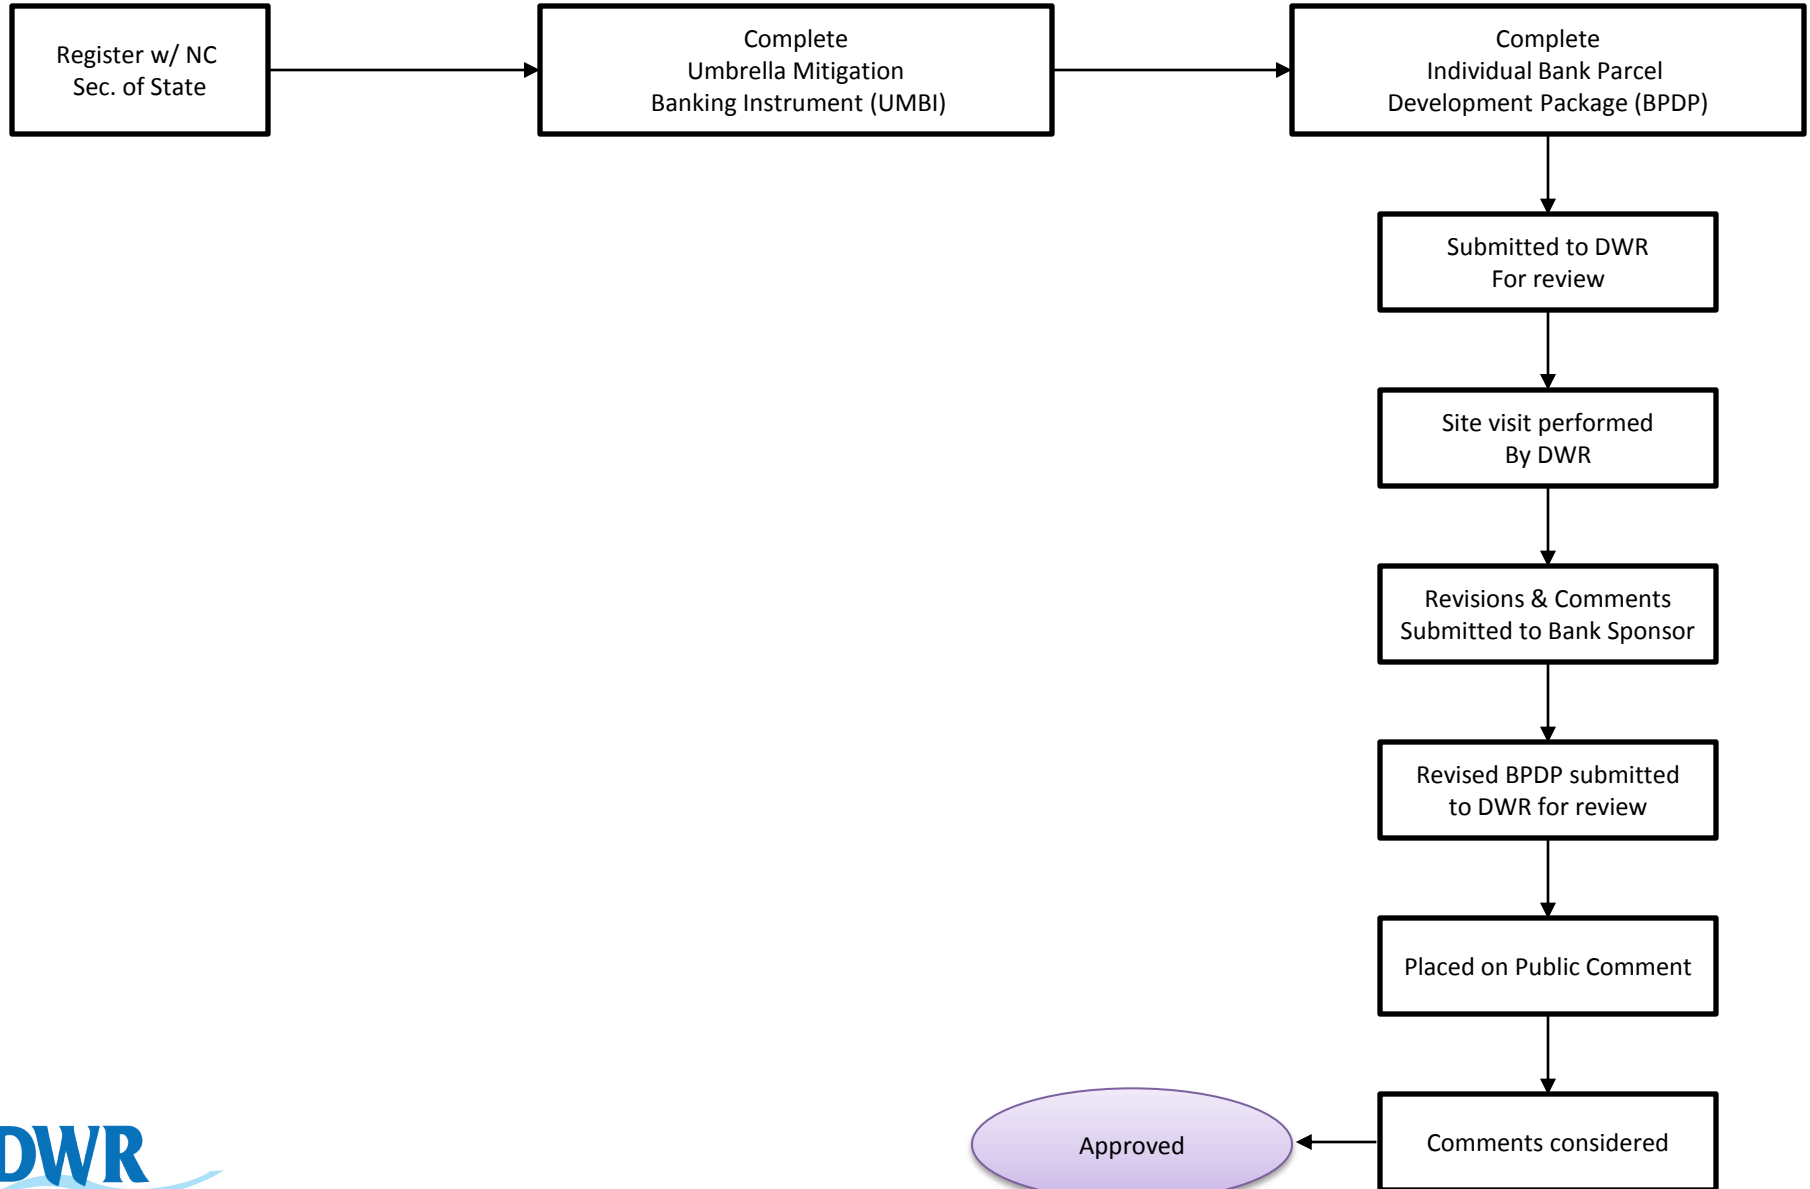 Register w/ NC
Sec. of State
Complete
Umbrella Mitigation
Banking Instrument (UMBI)
Complete
Individual Bank Parcel
Development Package (BPDP)
Submitted to DWR
For review
Site visit performed
By DWR
Revisions & Comments
Submitted to Bank Sponsor
Revised BPDP submitted
to DWR for review
Placed on Public Comment
Comments considered
Approved
DWR